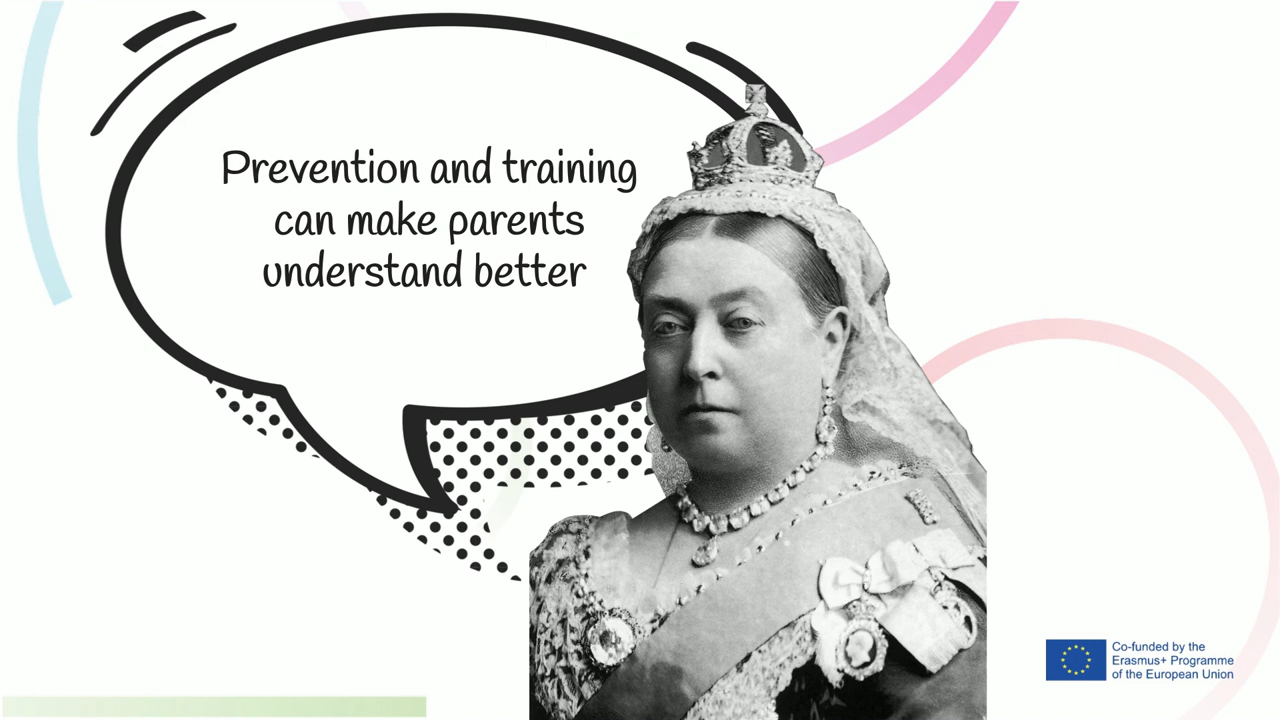 Prevention and training
can make parents
understand better
Co-funded by the
Erasmus+ Programme
of the European Union